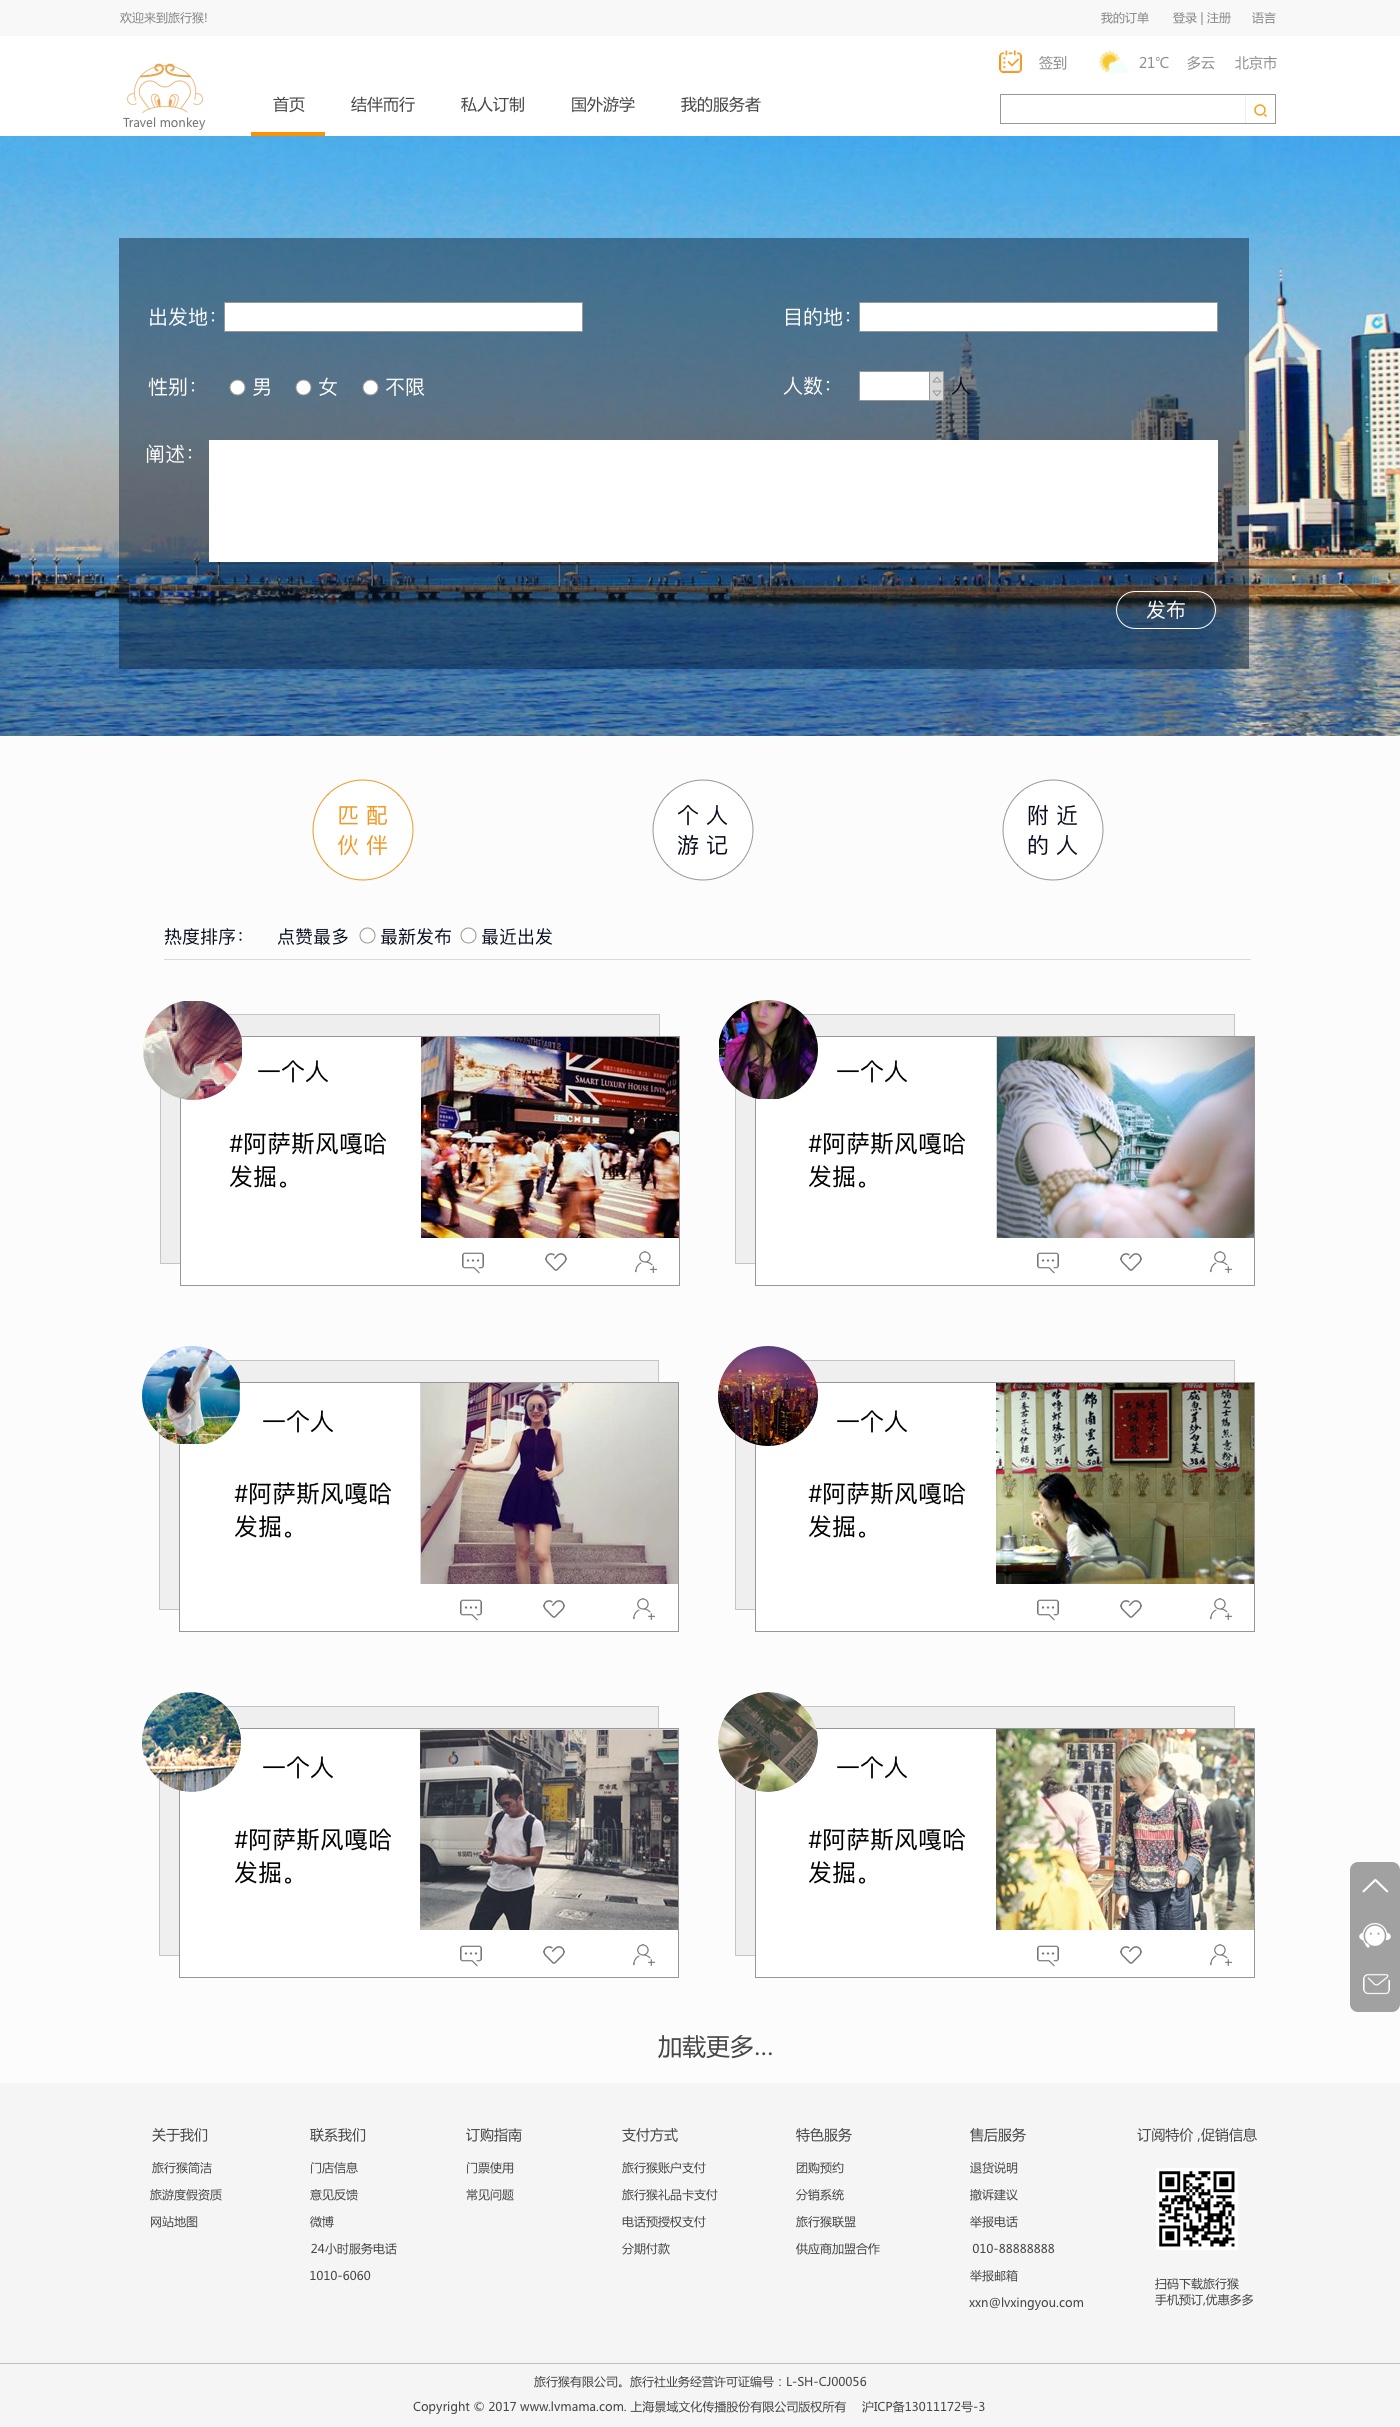 欢迎来到旅行猴!
我的订单 登录 | 注册 语言
签到 21℃ 多云 北京市
Travel monkey
首页 结伴而行 私人订制 国外游学 我的服务者
出发地： 目的地：
性别： 男 女 不限 人数： 人
阐述：
发布
匹配 个人 附近
伙伴 游记 的人
热度排序： 点赞最多 最新发布 最近出发
一个人
#阿萨斯风嘎哈
发掘。
SMART LUXURY HOUSE LIVING
一个人
#阿萨斯风嘎哈
发掘。
一个人
#阿萨斯风嘎哈
发掘。
一个人
#阿萨斯风嘎哈
发掘。
一个人
#阿萨斯风嘎哈
发掘。
一个人
#阿萨斯风嘎哈
发掘。
加载更多...
关于我们
旅行猴简洁
旅游度假资质
网站地图
联系我们
门店信息
意见反馈
微博
24小时服务电话
1010-6060
订购指南
门票使用
常见问题
支付方式
旅行猴账户支付
旅行猴礼品卡支付
电话预授权支付
分期付款
特色服务
团购预约
分销系统
旅行猴联盟
供应商加盟合作
售后服务
退货说明
撤诉建议
举报电话
010-88888888
举报邮箱
xxn@lvxingyou.com
订阅特价 ,促销信息
扫码下载旅行猴
手机预订,优惠多多
旅行猴有限公司。旅行社业务经营许可证编号：L-SH-CJ00056
Copyright © 2017 www.lvmama.com. 上海景域文化传播股份有限公司版权所有 沪ICP备13011172号-3